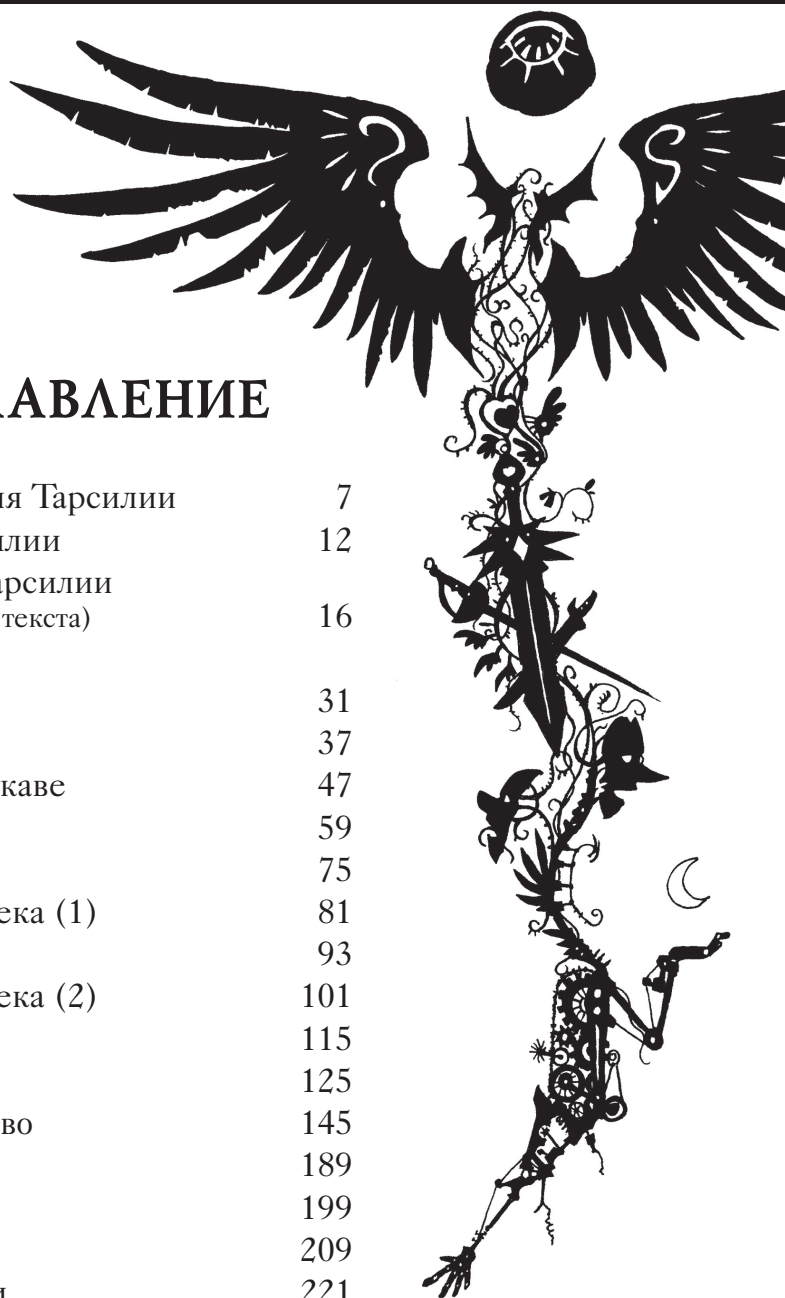 АВЛЕНИЕ
ия Тарсилии 7
илии 12
арсилии
текста) 16
31
37
каве 47
59
75
ека (1) 81
93
ека (2) 101
115
125
во 145
189
199
209
и 221